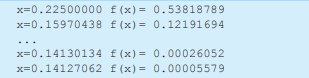 x=0.22500000 f(x)= 0.53818789
x=0.15970438 f(x)= 0.12191694
...
x=0.14130134 f(x)= 0.00026052
x=0.14127062 f(x)= 0.00005579